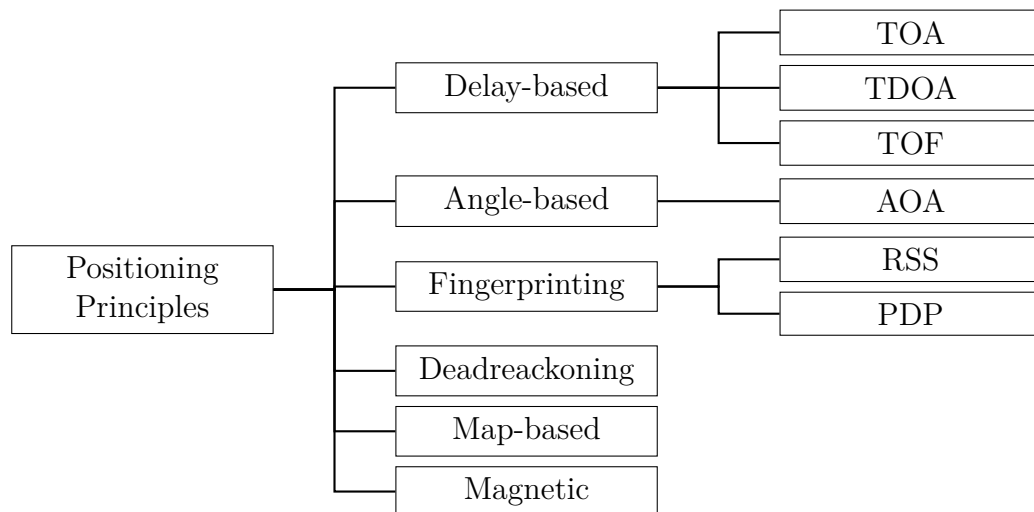 Positioning
Principles
Delay-based
TOA
TDOA
TOF
Angle-based
AOA
Fingerprinting
RSS
PDP
Deadreackoning
Map-based
Magnetic